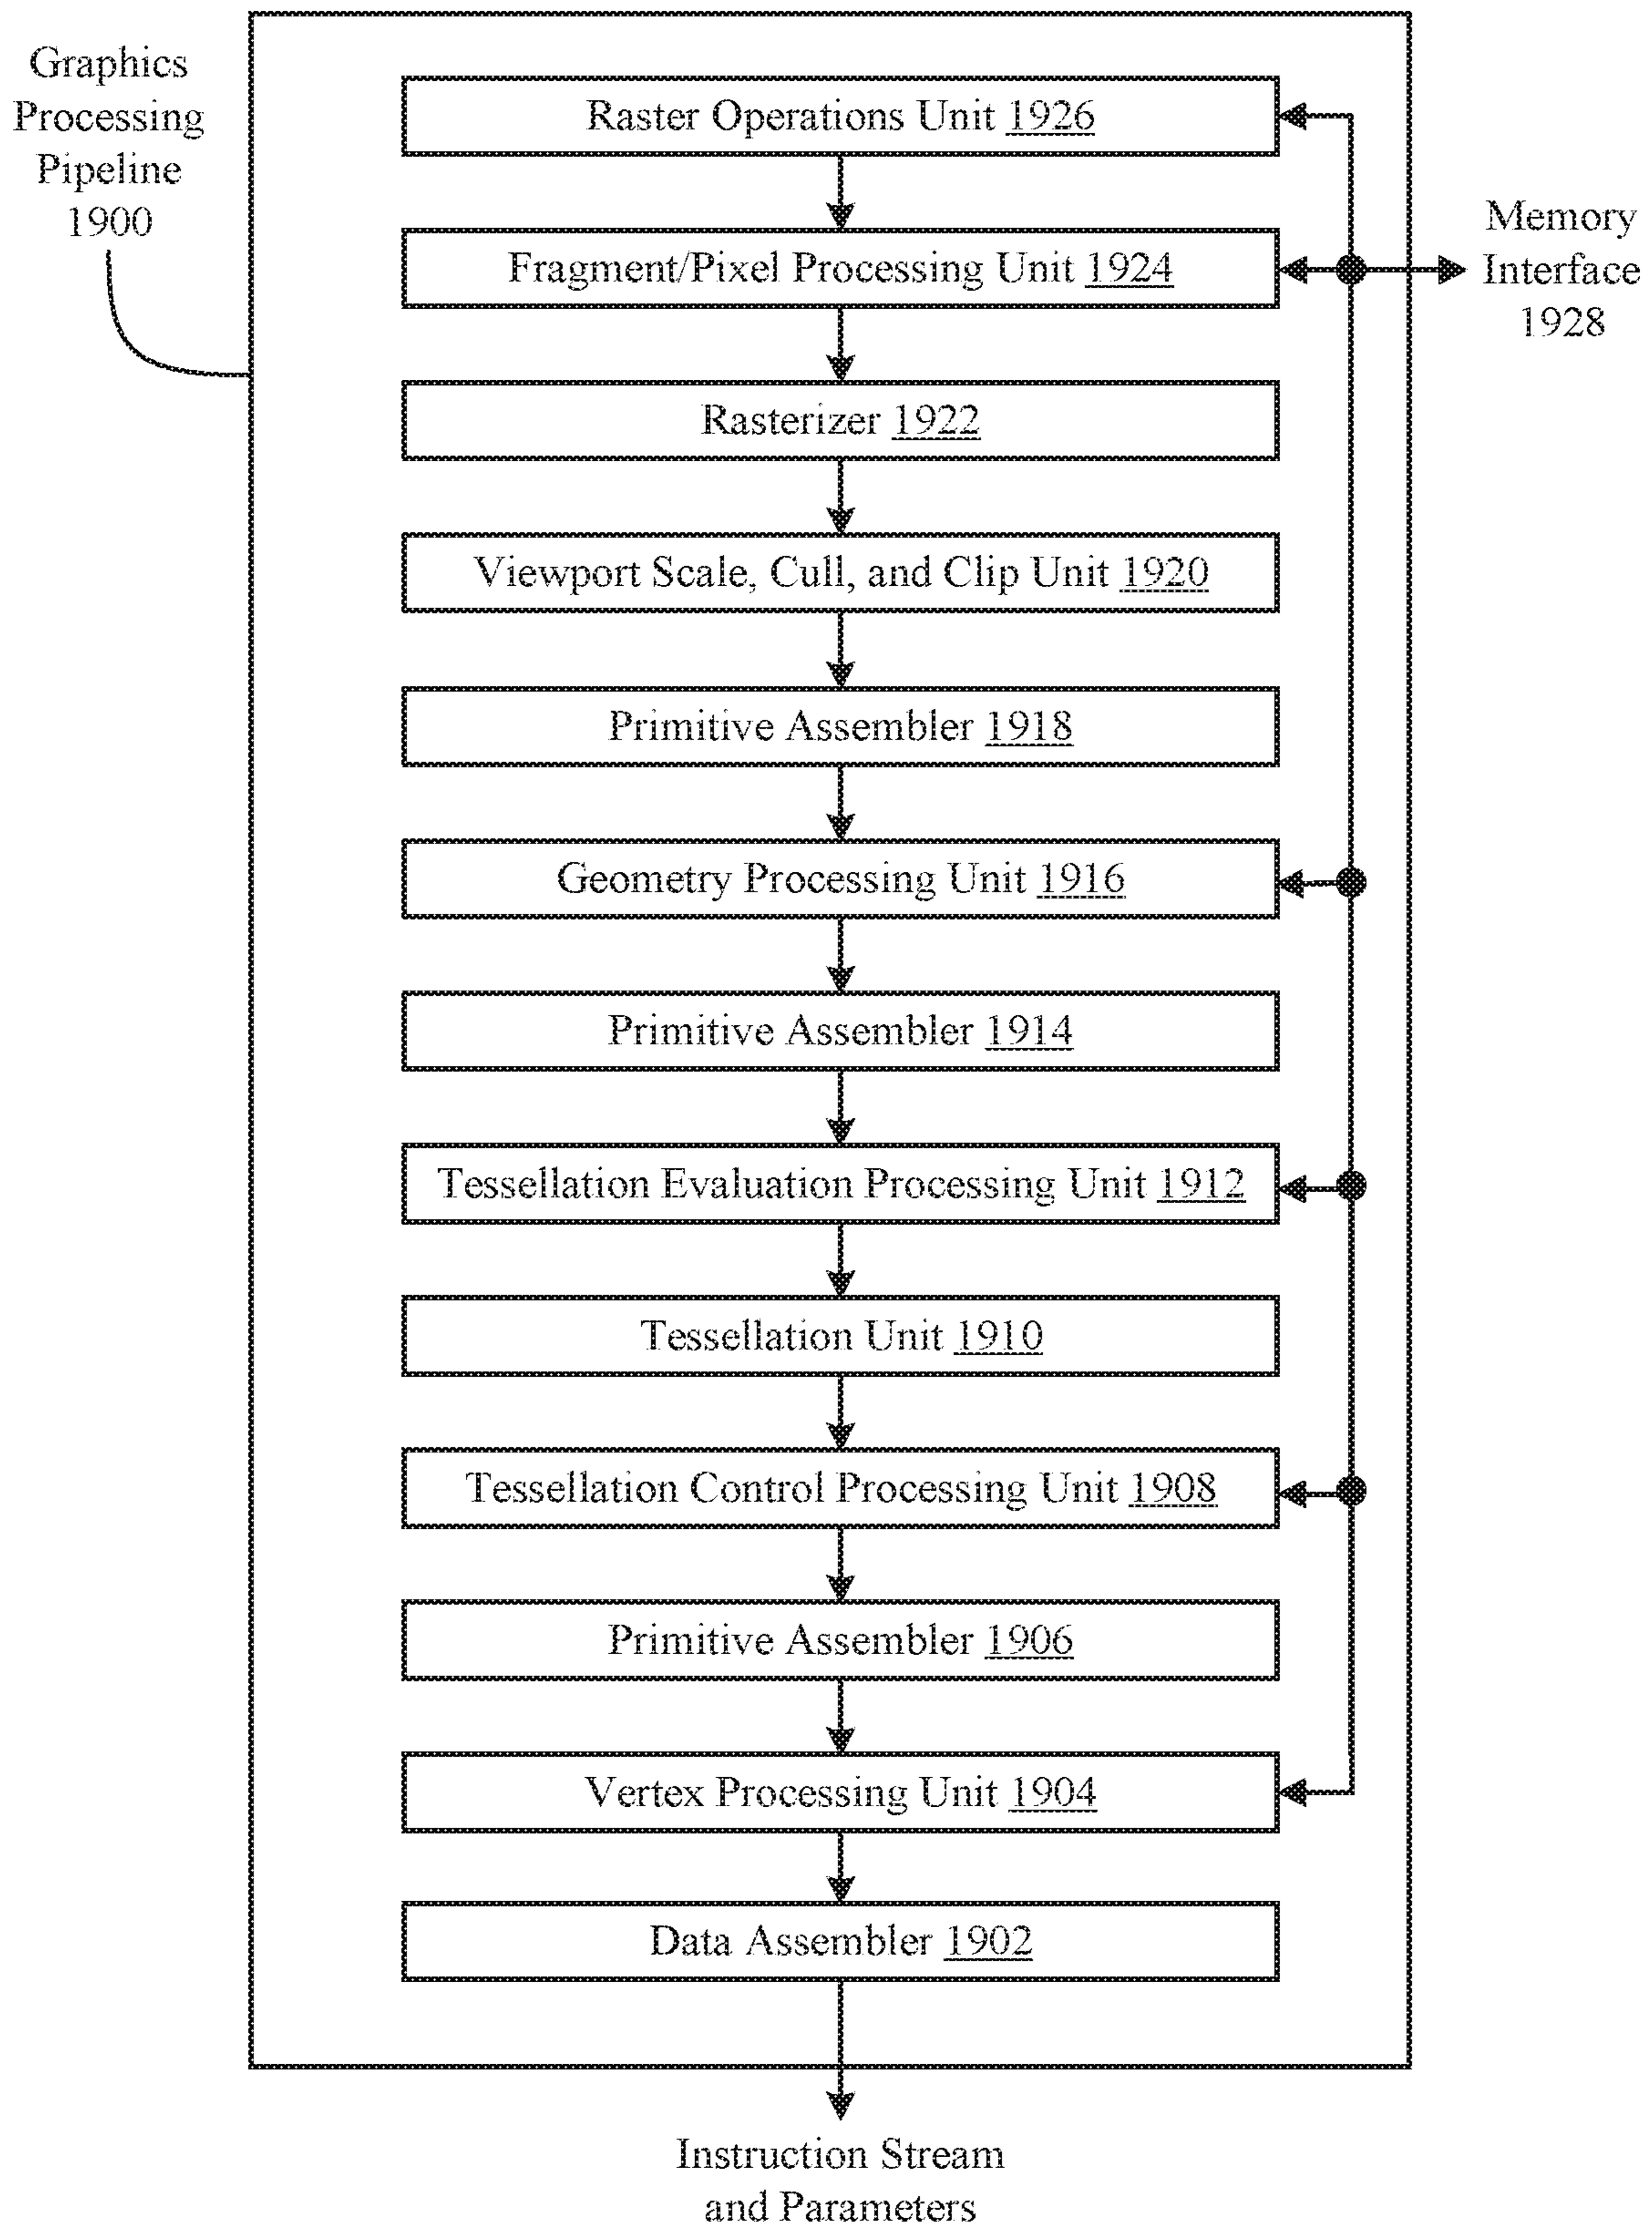 Graphics
Processing
Pipeline
1900
Raster Operations Unit 1926
Fragment/Pixel Processing Unit 1924
Memory
Interface
1928
Rasterizer 1922
Viewport Scale, Cull, and Clip Unit 1920
Primitive Assembler 1918
Geometry Processing Unit 1916
Primitive Assembler 1914
Tessellation Evaluation Processing Unit 1912
Tessellation Unit 1910
Tessellation Control Processing Unit 1908
Primitive Assembler 1906
Vertex Processing Unit 1904
Data Assembler 1902
Instruction Stream
and Parameters